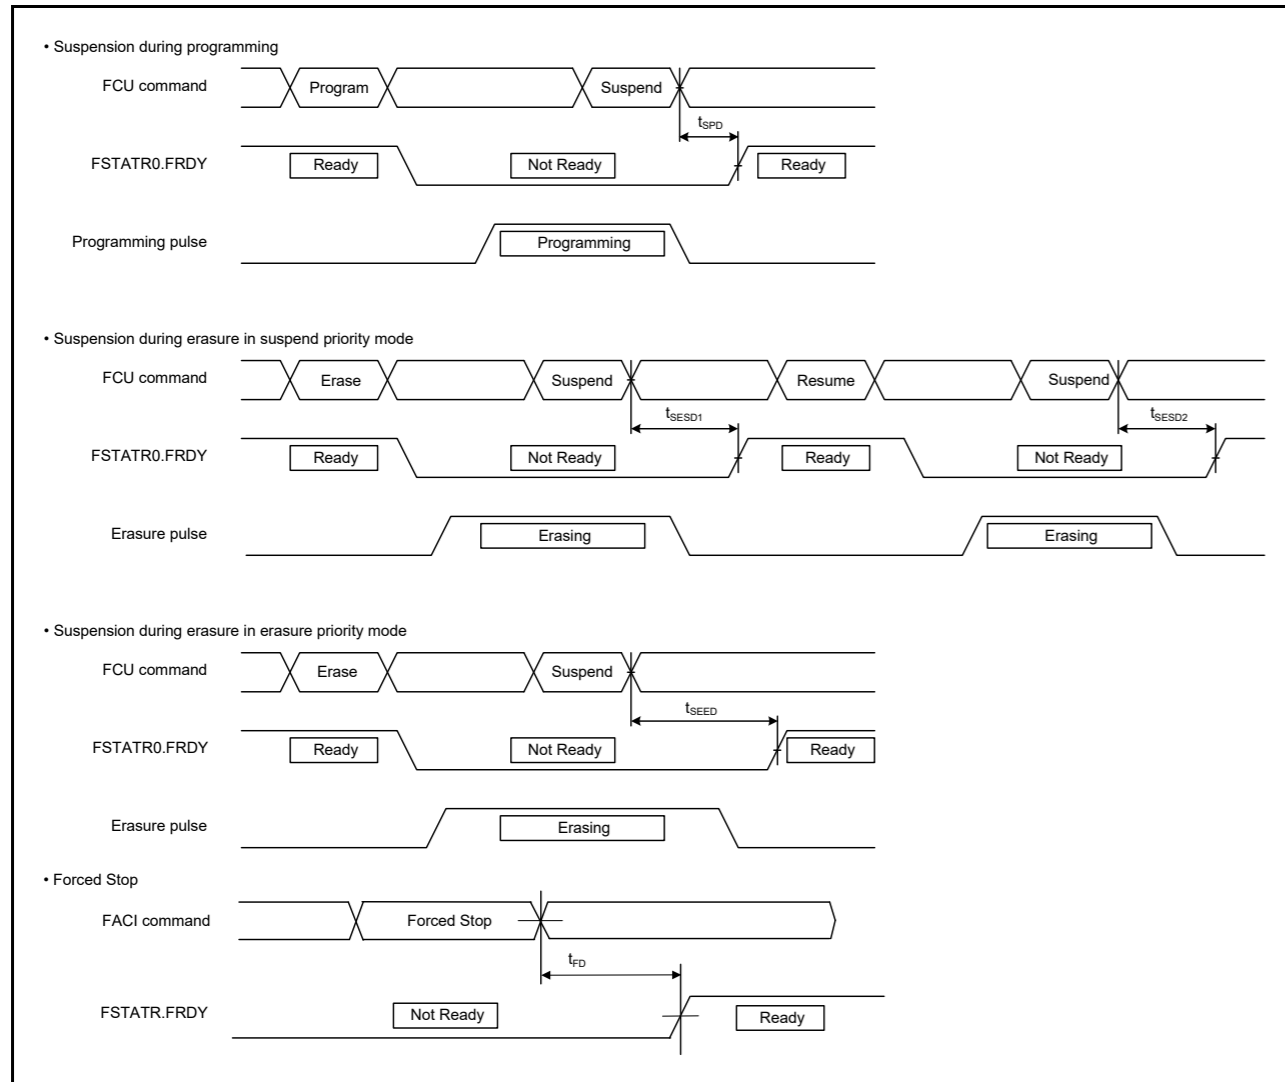 • Suspension during programming
FCU command Program Suspend
tSPD
FSTATR0.FRDY Ready Not Ready Ready
Programming pulse Programming
• Suspension during erasure in suspend priority mode
FCU command Erase Suspend Resume Suspend
tSESD1 tSESD2
FSTATR0.FRDY Ready Not Ready Ready Not Ready
Erasure pulse Erasing Erasing
• Suspension during erasure in erasure priority mode
FCU command Erase Suspend
tSEED
FSTATR0.FRDY Ready Not Ready Ready
Erasure pulse Erasing
• Forced Stop
FACI command Forced Stop
tFD
FSTATR.FRDY Not Ready Ready